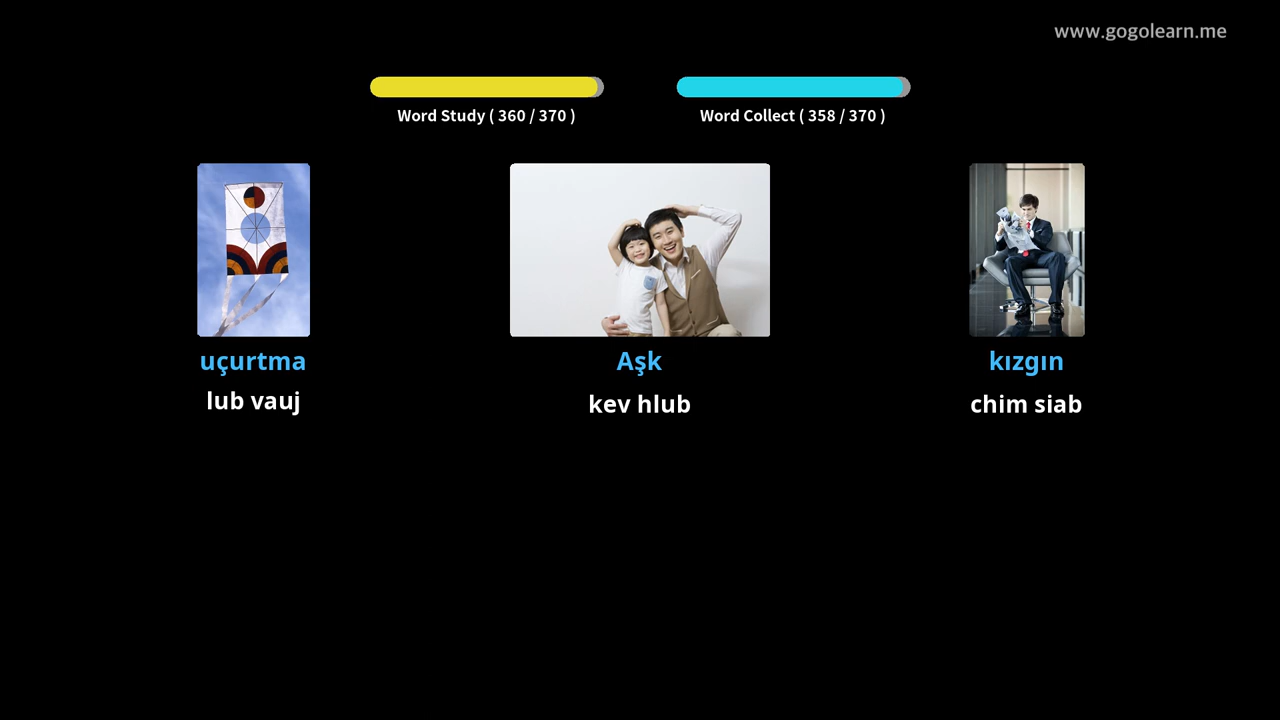 www.gogolearn.me
Word Study ( 360 / 370 )
Word Collect ( 358 / 370 )
uçurtma
lub vauj
Aşk
kev hlub
kızgın
chim siab